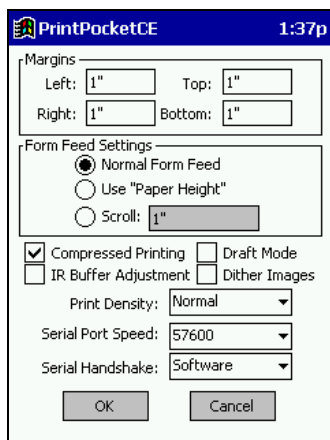 PrintPocketCE 1:37p
Margins
Left: 1" Top: 1"
Right: 1" Bottom: 1"
Form Feed Settings
Normal Form Feed
Use "Paper Height"
Scroll: 1"
Compressed Printing Draft Mode
IR Buffer Adjustment Dither Images
Print Density: Normal
Serial Port Speed: 57600
Serial Handshake: Software
OK Cancel